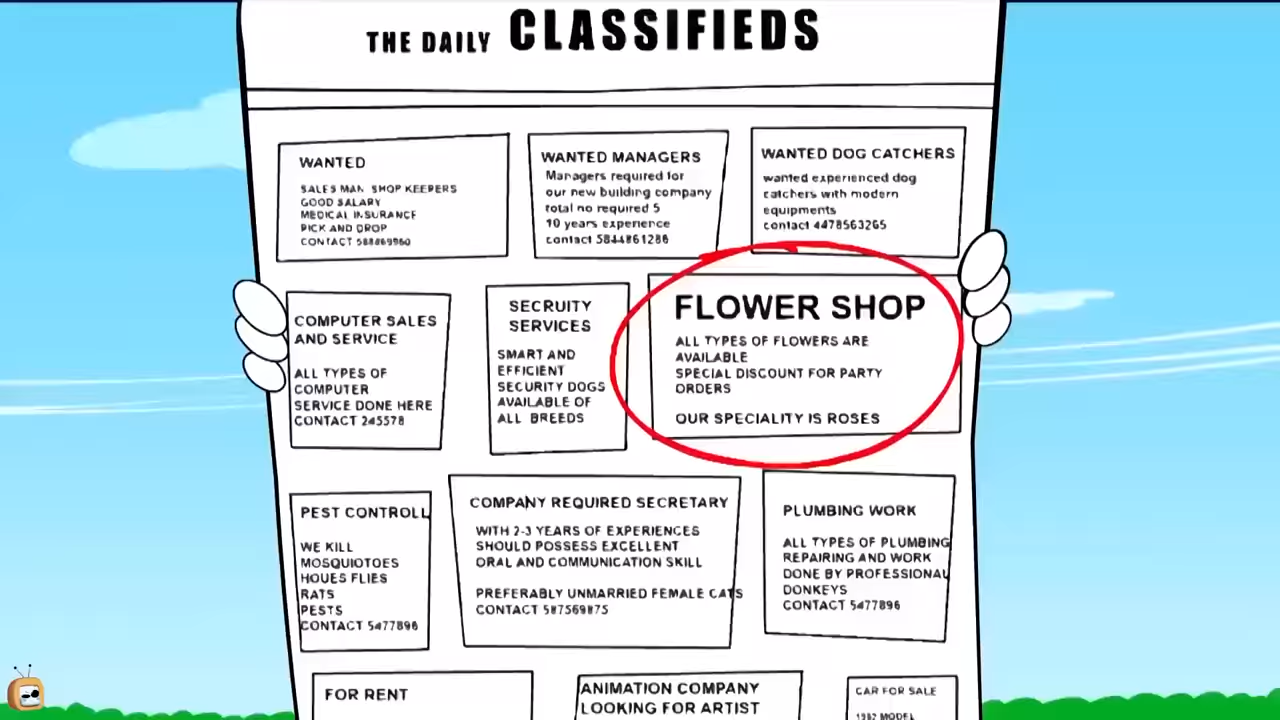 THE DAILY CLASSIFIEDS
WANTED
SALES MAN SHOP KEEPERS
GOOD SALARY
MEDICAL INSURANCE
PICK AND DROP
CONTACT 588869960
WANTED MANAGERS
Managers required for
our new building company
total no required 5
10 years experience
contact 5844861286
WANTED DOG CATCHERS
wanted experienced dog
catchers with modern
equipments
contact 4478563265
COMPUTER SALES
AND SERVICE
ALL TYPES OF
COMPUTER
SERVICE DONE HERE
CONTACT 245578
SECRUITY
SERVICES
SMART AND
EFFICIENT
SECURITY DOGS
AVAILABLE OF
ALL BREEDS
FLOWER SHOP
ALL TYPES OF FLOWERS ARE
AVAILABLE
SPECIAL DISCOUNT FOR PARTY
ORDERS
OUR SPECIALITY IS ROSES
PEST CONTROLL
WE KILL
MOSQUIOTOES
HOUES FLIES
RATS
PESTS
CONTACT 5477896
COMPANY REQUIRED SECRETARY
WITH 2-3 YEARS OF EXPERIENCES
SHOULD POSSESS EXCELLENT
ORAL AND COMMUNICATION SKILL
PREFERABLY UNMARRIED FEMALE CATS
CONTACT 587569875
PLUMBING WORK
ALL TYPES OF PLUMBING
REPAIRING AND WORK
DONE BY PROFESSIONAL
DONKEYS
CONTACT 5477896
FOR RENT
ANIMATION COMPANY
LOOKING FOR ARTIST
CAR FOR SALE
1982 MODEL